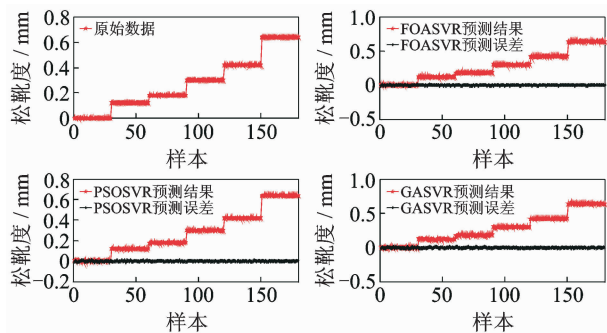 原始数据
0.8
0.6
0.4
0.2
0
松靴度 / mm
0 50 100 150
样本
FOASVR预测结果
FOASVR预测误差
1.0
0.5
0
−0.5
松靴度 / mm
0 50 100 150
样本
PSOSVR预测结果
PSOSVR预测误差
0.8
0.6
0.4
0.2
0
−0.2
松靴度 / mm
0 50 100 150
样本
GASVR预测结果
GASVR预测误差
1.0
0.5
0
−0.5
松靴度 / mm
0 50 100 150
样本